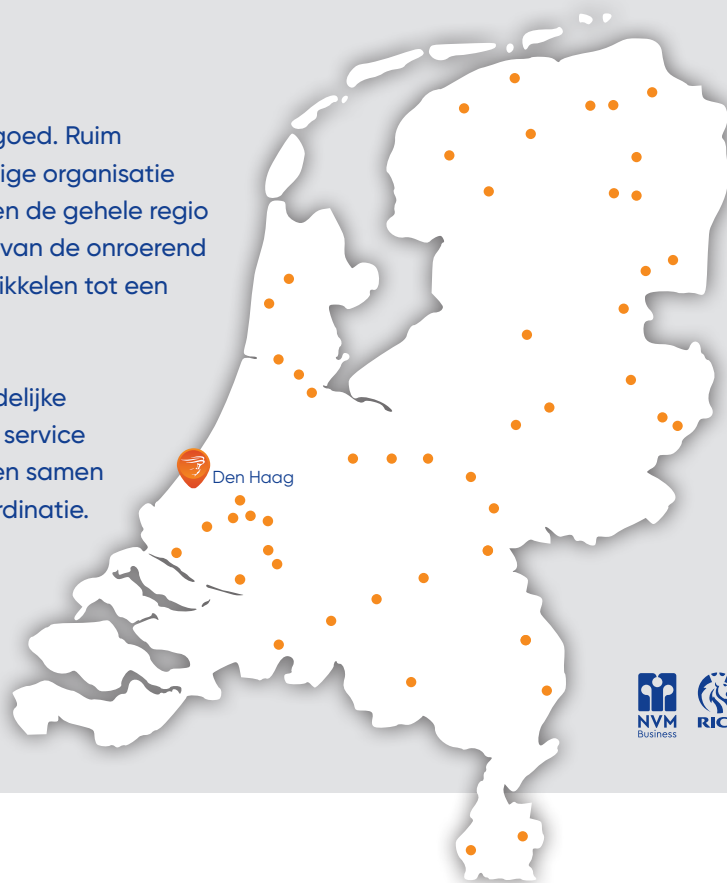 goed. Ruim
ige organisatie
en de gehele regio
van de onroerend
ikkelen tot een
delijke
service
en samen
rdinatie.
Den Haag
NVM
Business
RIC